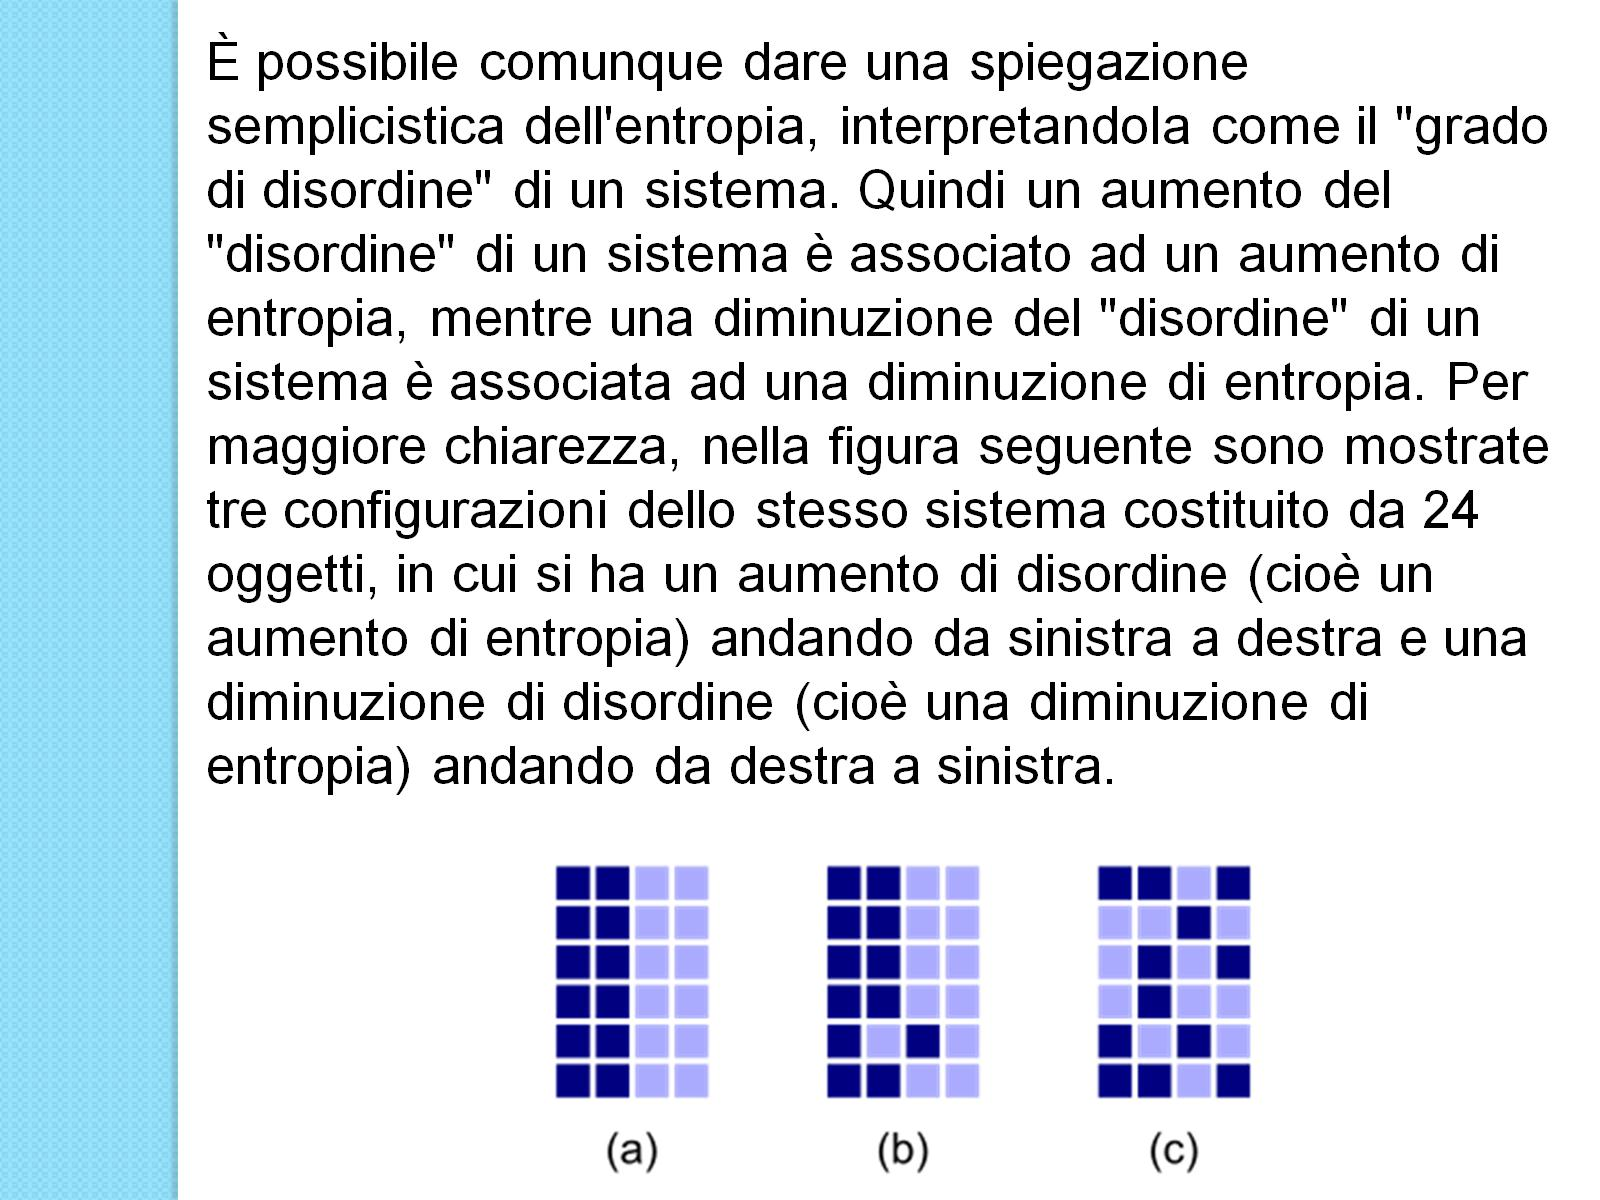 È possibile comunque dare una spiegazione
semplicistica dell'entropia, interpretandola come il "grado
di disordine" di un sistema. Quindi un aumento del
"disordine" di un sistema è associato ad un aumento di
entropia, mentre una diminuzione del "disordine" di un
sistema è associata ad una diminuzione di entropia. Per
maggiore chiarezza, nella figura seguente sono mostrate
tre configurazioni dello stesso sistema costituito da 24
oggetti, in cui si ha un aumento di disordine (cioè un
aumento di entropia) andando da sinistra a destra e una
diminuzione di disordine (cioè una diminuzione di
entropia) andando da destra a sinistra.
(a) (b) (c)